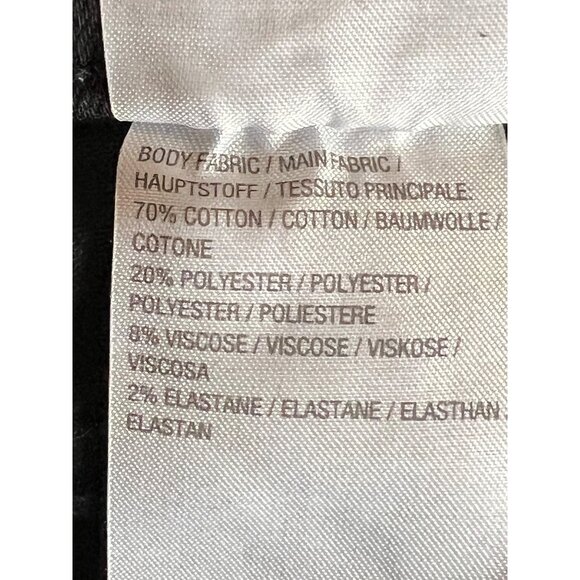 BODY FABRIC / MAIN FABRIC /
HAUPTSTOFF / TESSUTO PRINCIPALE:
70% COTTON / COTTON / BAUMWOLLE /
COTONE
20% POLYESTER / POLYESTER /
POLYESTER / POLIESTERE
8% VISCOSE / VISCOSE / VISKOSE /
VISCOSA
2% ELASTANE / ELASTANE / ELASTHAN /
ELASTAN